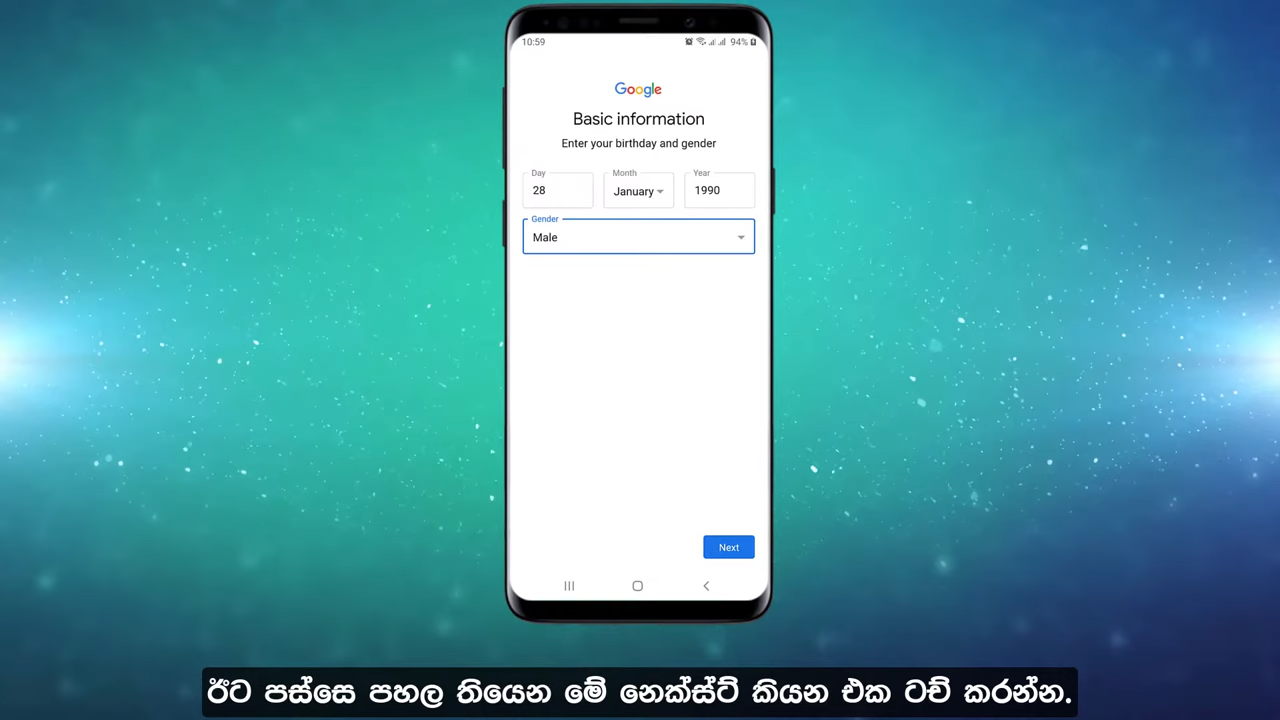 10:59 94%
Google
Basic information
Enter your birthday and gender
Day Month Year
28 January 1990
Gender
Male
Next
ඊට පස්සෙ පහල තියෙන මේ නෙක්ස්ට් කියන එක ටච් කරන්න.